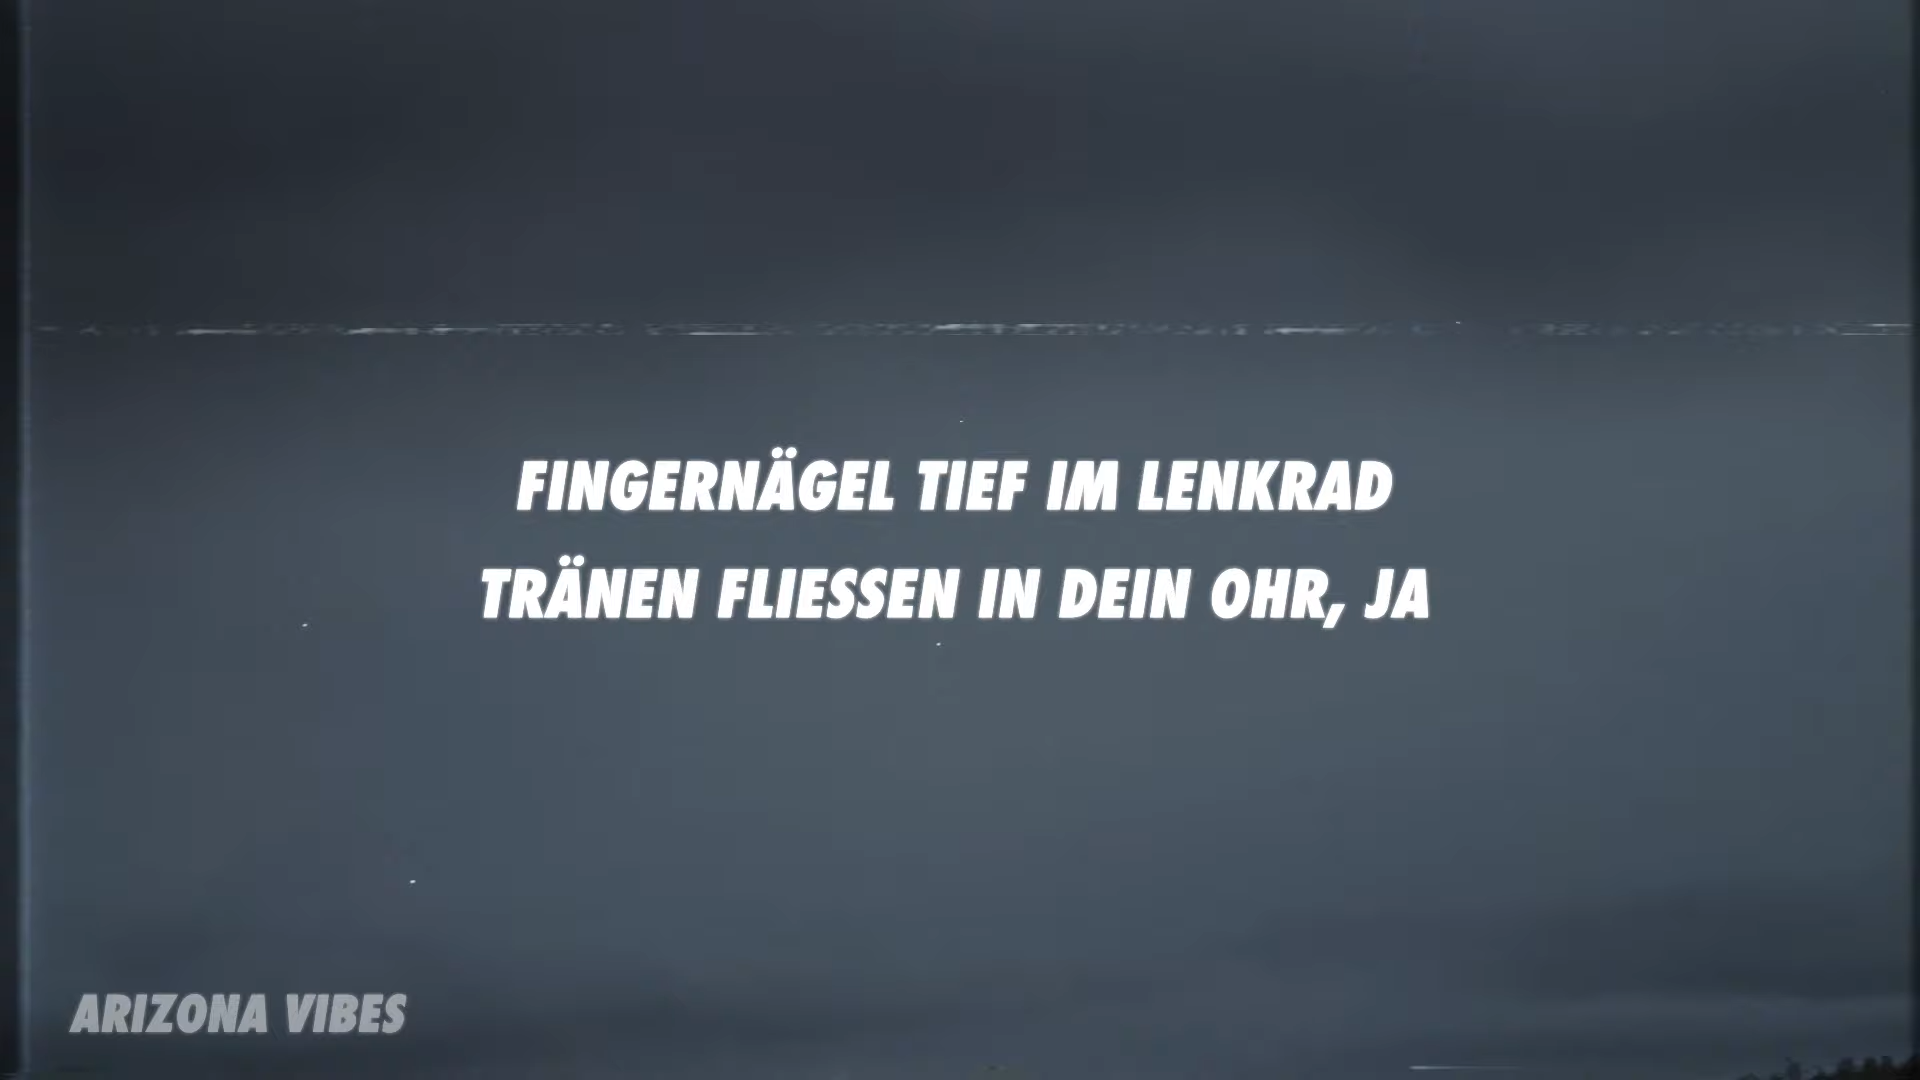 FINGERNÄGEL TIEF IM LENKRAD
TRÄNEN FLIESSEN IN DEIN OHR, JA
ARIZONA VIBES